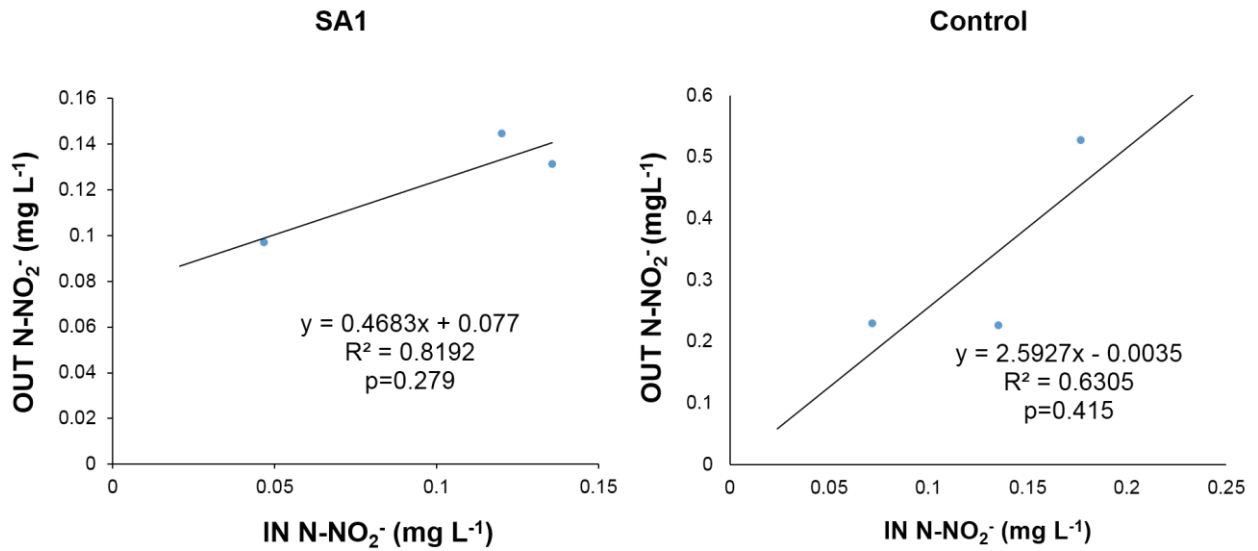 SA1
0.16
0.14
0.12
0.1
0.08
0.06
0.04
0.02
0
0
0.05
0.1
0.15
OUT N-NO₂⁻ (mg L⁻¹)
IN N-NO₂⁻ (mg L⁻¹)
y = 0.4683x + 0.077
R² = 0.8192
p=0.279
Control
0.6
0.5
0.4
0.3
0.2
0.1
0
0
0.05
0.1
0.15
0.2
0.25
OUT N-NO₂⁻ (mgL⁻¹)
IN N-NO₂⁻ (mg L⁻¹)
y = 2.5927x - 0.0035
R² = 0.6305
p=0.415